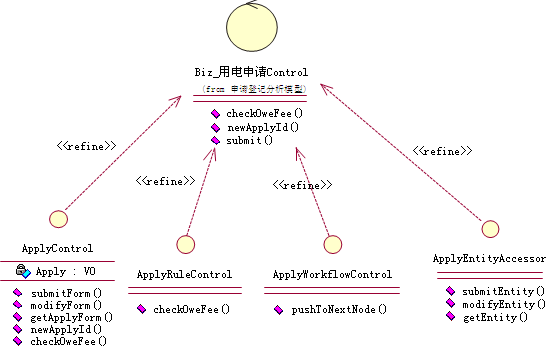 Biz_用电申请Control
(from 申请登记分析模型)
checkOweFee()
newApplyId()
submit()
<<refine>>
<<refine>>
<<refine>>
<<refine>>
ApplyControl
Apply : VO
submitForm()
modifyForm()
getApplyForm()
newApplyId()
checkOweFee()
ApplyRuleControl
checkOweFee()
ApplyWorkflowControl
pushToNextNode()
ApplyEntityAccessor
submitEntity()
modifyEntity()
getEntity()